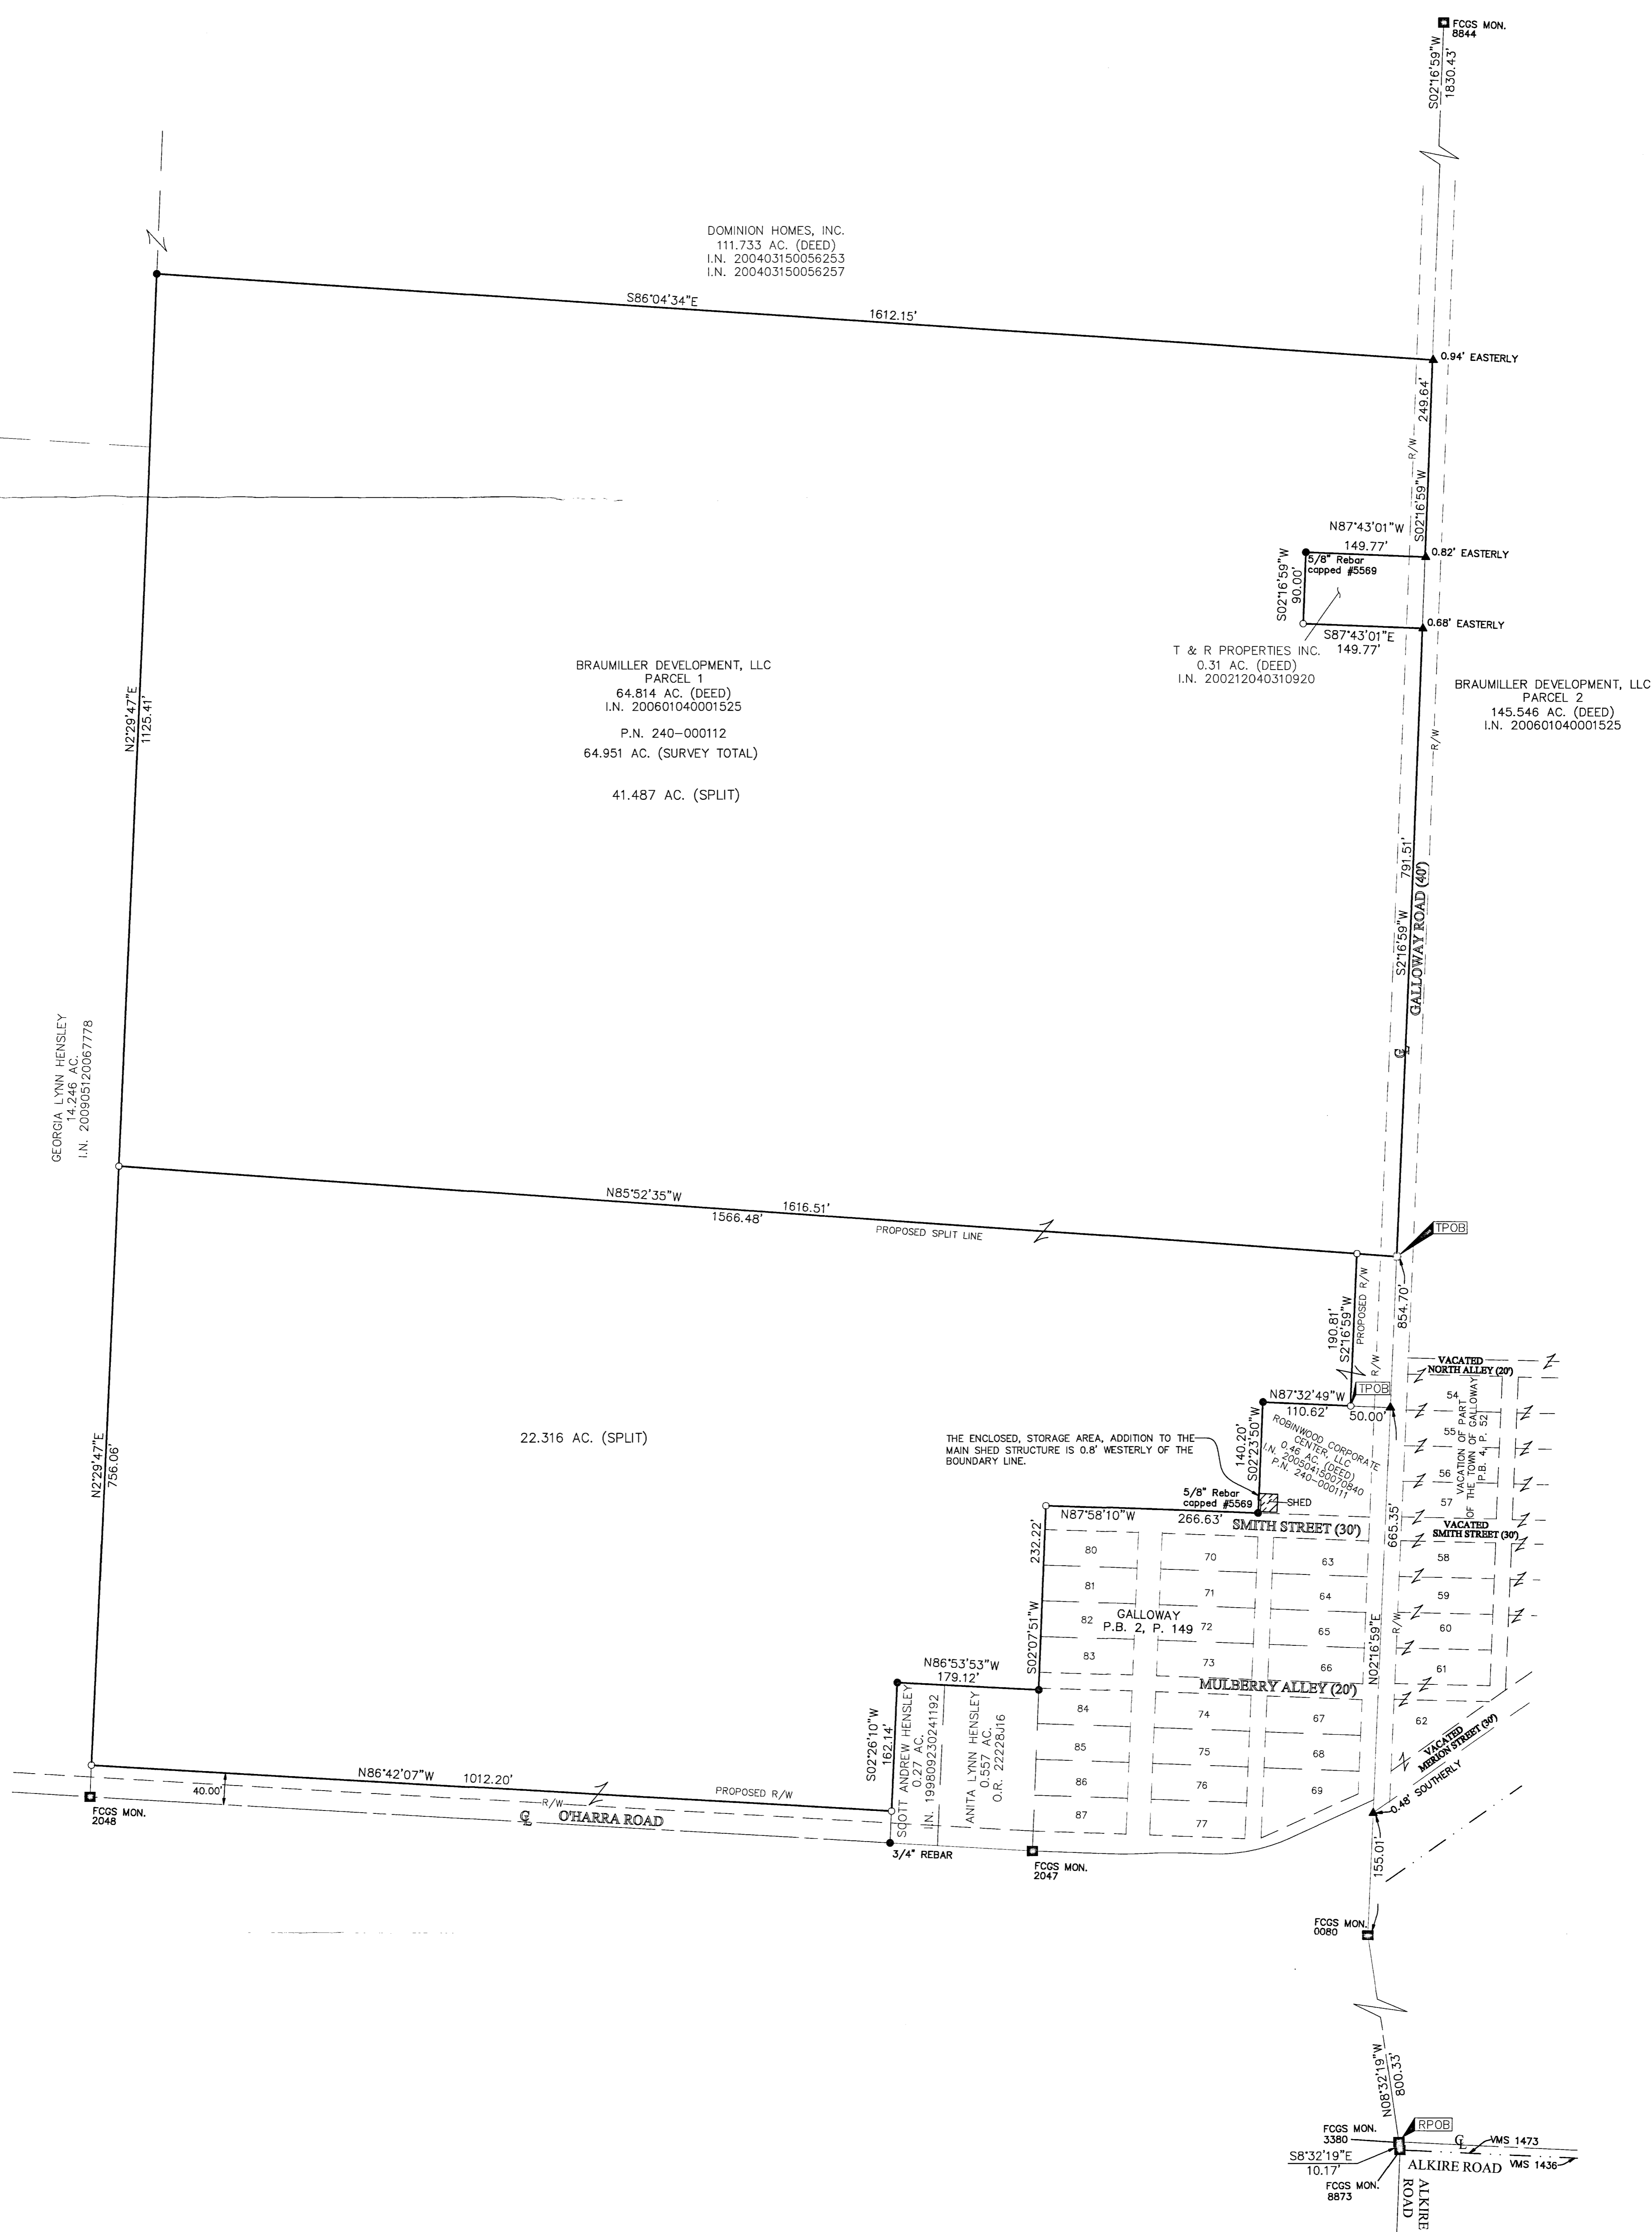 FCGS MON.
8844
S02°16'59"W
1830.43'
DOMINION HOMES, INC.
111.733 AC. (DEED)
I.N. 200403150056253
I.N. 200403150056257
S86°04'34"E
1612.15'
0.94' EASTERLY
249.64'
R/W
S02°16'59"W
N87°43'01"W
149.77'
0.82' EASTERLY
5/8" Rebar
capped #5569
S02°16'59"W
90.00'
0.68' EASTERLY
S87°43'01"E
149.77'
T & R PROPERTIES INC.
0.31 AC. (DEED)
I.N. 200212040310920
BRAUMILLER DEVELOPMENT, LLC
PARCEL 1
64.814 AC. (DEED)
I.N. 200601040001525
P.N. 240-000112
64.951 AC. (SURVEY TOTAL)
41.487 AC. (SPLIT)
BRAUMILLER DEVELOPMENT, LLC
PARCEL 2
145.546 AC. (DEED)
I.N. 200601040001525
R/W
N2°29'47"E
1125.41'
791.51'
S2°16'59"W
GALLOWAY ROAD (40')
CL
GEORGIA LYNN HENSLEY
14.246 AC.
I.N. 200905120067778
N85°52'35"W
1616.51'
1566.48'
PROPOSED SPLIT LINE
TPOB
854.70'
190.81'
S2°16'59"W
PROPOSED R/W
R/W
VACATED
NORTH ALLEY (20')
54
55
56
57
VACATION OF PART
OF THE TOWN OF GALLOWAY
P.B. 4, P. 52
TPOB
N87°32'49"W
110.62'
50.00'
140.20'
S02°23'50"W
ROBINWOOD CORPORATE
CENTER, LLC
0.46 AC. (DEED)
I.N. 200504150070840
P.N. 240-000111
THE ENCLOSED, STORAGE AREA, ADDITION TO THE
MAIN SHED STRUCTURE IS 0.8' WESTERLY OF THE
BOUNDARY LINE.
22.316 AC. (SPLIT)
N2°29'47"E
756.06'
5/8" Rebar
capped #5569
SHED
N87°58'10"W
266.63'
SMITH STREET (30')
VACATED
SMITH STREET (30')
665.35'
232.22'
S02°07'51"W
80
70
63
58
81
71
64
59
GALLOWAY
P.B. 2, P. 149
82
72
65
60
83
73
66
61
N02°16'59"E
R/W
N86°53'53"W
179.12'
MULBERRY ALLEY (20')
84
74
67
62
85
75
68
86
76
69
87
77
VACATED
MERION STREET (30')
0.48' SOUTHERLY
S02°26'10"W
162.14'
SCOTT ANDREW HENSLEY
0.27 AC.
I.N. 199809230241192
ANITA LYNN HENSLEY
0.557 AC.
O.R. 22228J16
N86°42'07"W
1012.20'
PROPOSED R/W
40.00'
R/W
CL
O'HARRA ROAD
FCGS MON.
2048
3/4" REBAR
FCGS MON.
2047
155.01'
FCGS MON.
0080
N08°32'19"W
800.33'
RPOB
FCGS MON.
3380
CL
VMS 1473
S8°32'19"E
10.17'
ALKIRE ROAD
VMS 1436
FCGS MON.
8873
ALKIRE
ROAD